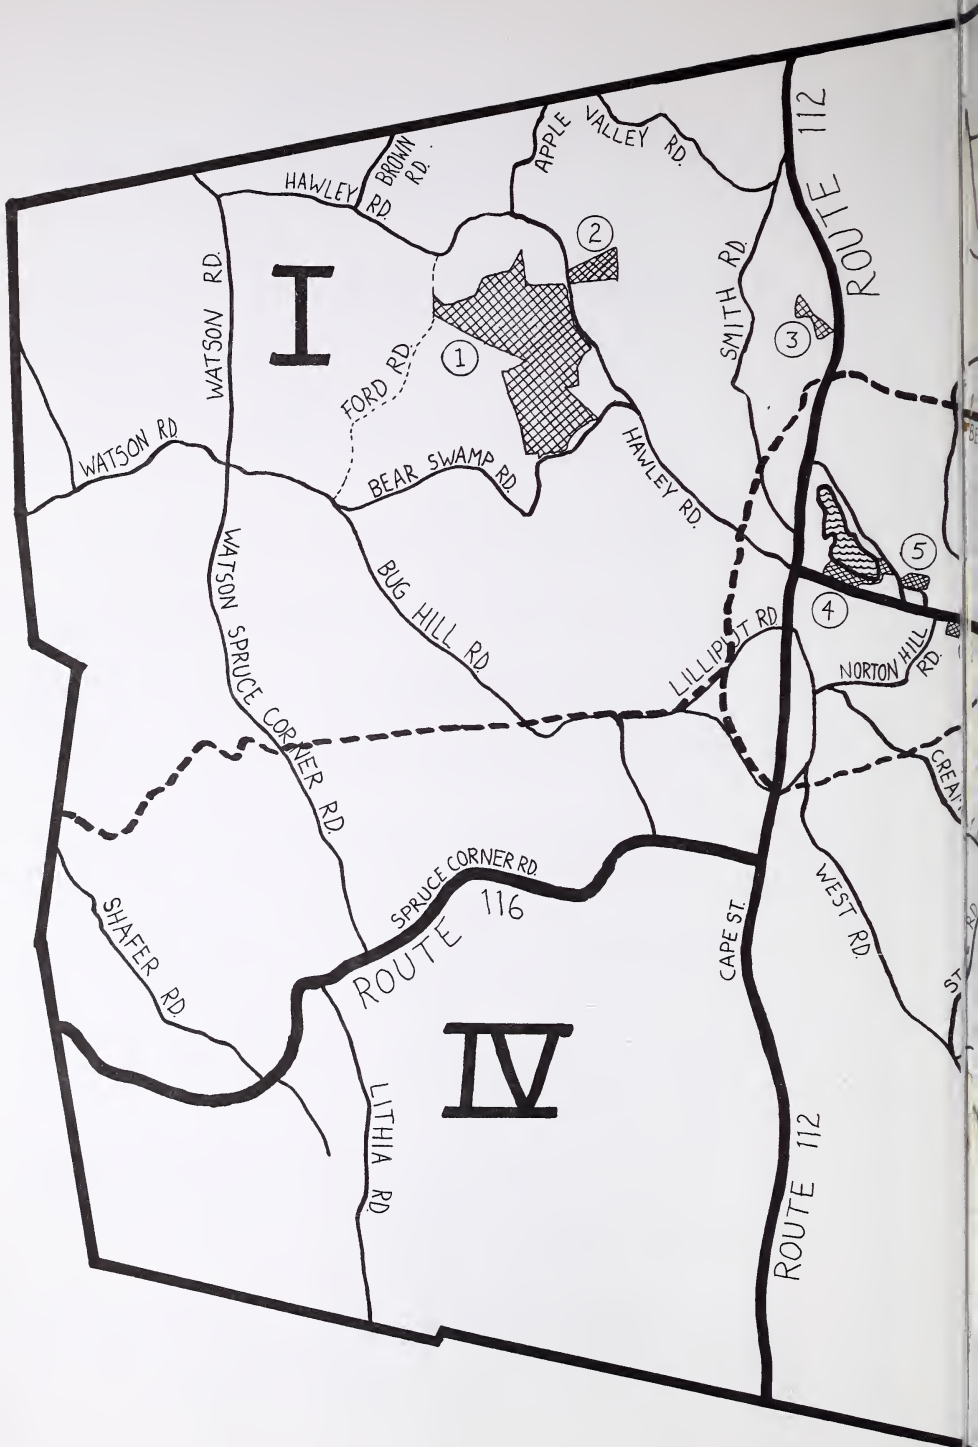 112
ROUTE
APPLE
VALLEY RD.
BROWN
RD.
HAWLEY
RD.
2
I
WATSON RD.
SMITH RD.
3
1
FORD RD.
WATSON RD
BEAR SWAMP RD.
HAWLEY RD.
5
4
WATSON SPRUCE CORNER RD.
BUG HILL RD.
LILLIPUT RD
NORTON HILL
RD.
SPRUCE CORNER RD.
116
ROUTE
SHAFER RD.
CAPE ST.
WEST RD.
ST
IV
LITHIA RD.
ROUTE 112